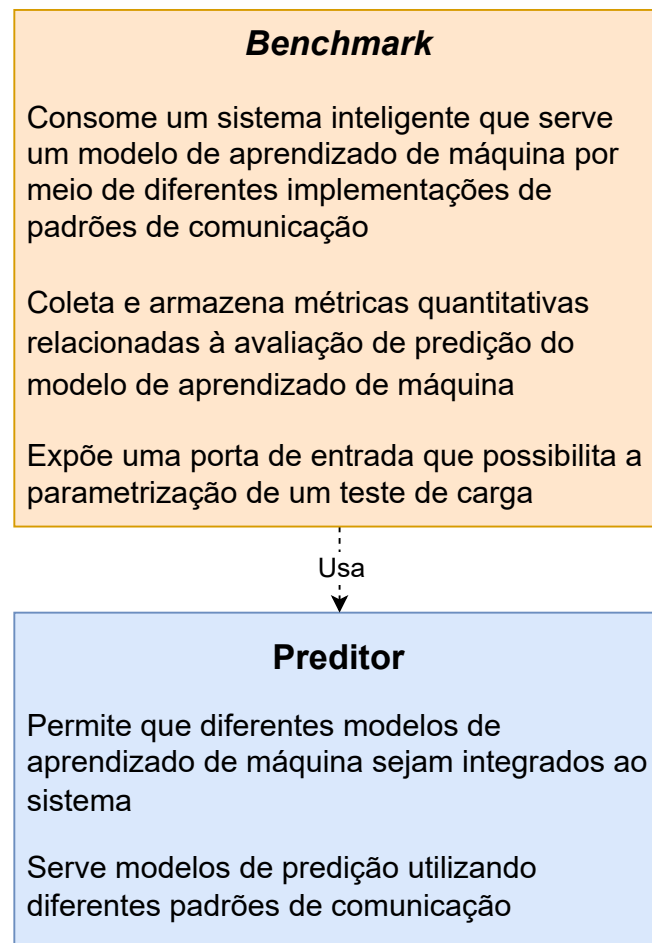 Benchmark
Consome um sistema inteligente que serve
um modelo de aprendizado de máquina por
meio de diferentes implementações de
padrões de comunicação
Coleta e armazena métricas quantitativas
relacionadas à avaliação de predição do
modelo de aprendizado de máquina
Expõe uma porta de entrada que possibilita a
parametrização de um teste de carga
Usa
Preditor
Permite que diferentes modelos de
aprendizado de máquina sejam integrados ao
sistema
Serve modelos de predição utilizando
diferentes padrões de comunicação